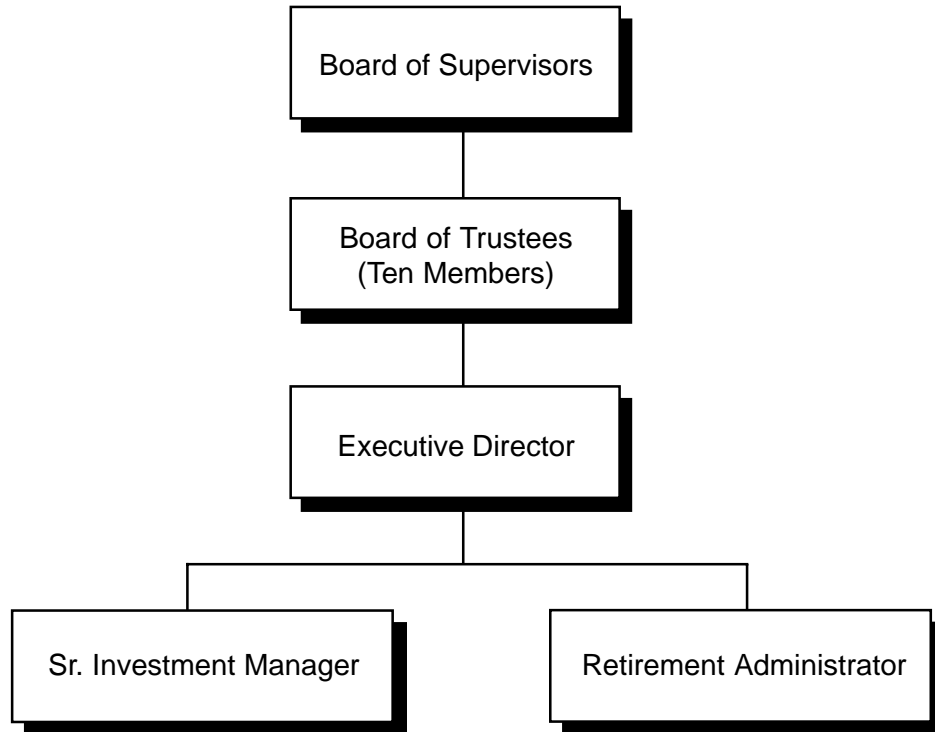 Board of Supervisors
Board of Trustees
(Ten Members)
Executive Director
Sr. Investment Manager
Retirement Administrator